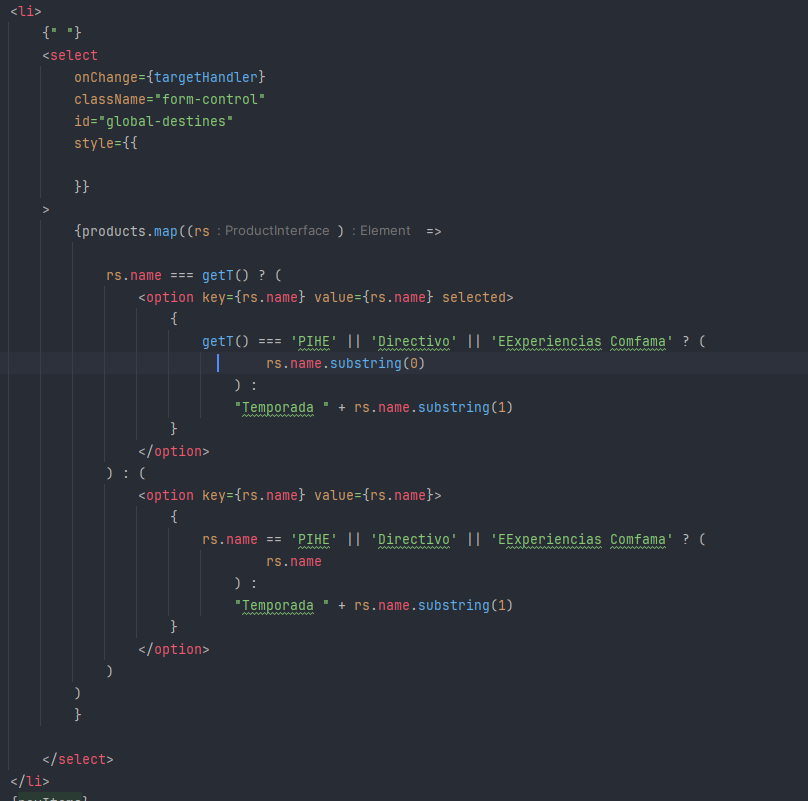 <li>
{" "}
<select
onChange={targetHandler}
className="form-control"
id="global-destines"
style={{
}}
>
{products.map((rs : ProductInterface ) : Element =>
rs.name === getT() ? (
<option key={rs.name} value={rs.name} selected>
{
getT() === 'PIHE' || 'Directivo' || 'EExperiencias Comfama' ? (
rs.name.substring(0)
) :
"Temporada " + rs.name.substring(1)
}
</option>
) : (
<option key={rs.name} value={rs.name}>
{
rs.name == 'PIHE' || 'Directivo' || 'EExperiencias Comfama' ? (
rs.name
) :
"Temporada " + rs.name.substring(1)
}
</option>
)
)
}
</select>
</li>